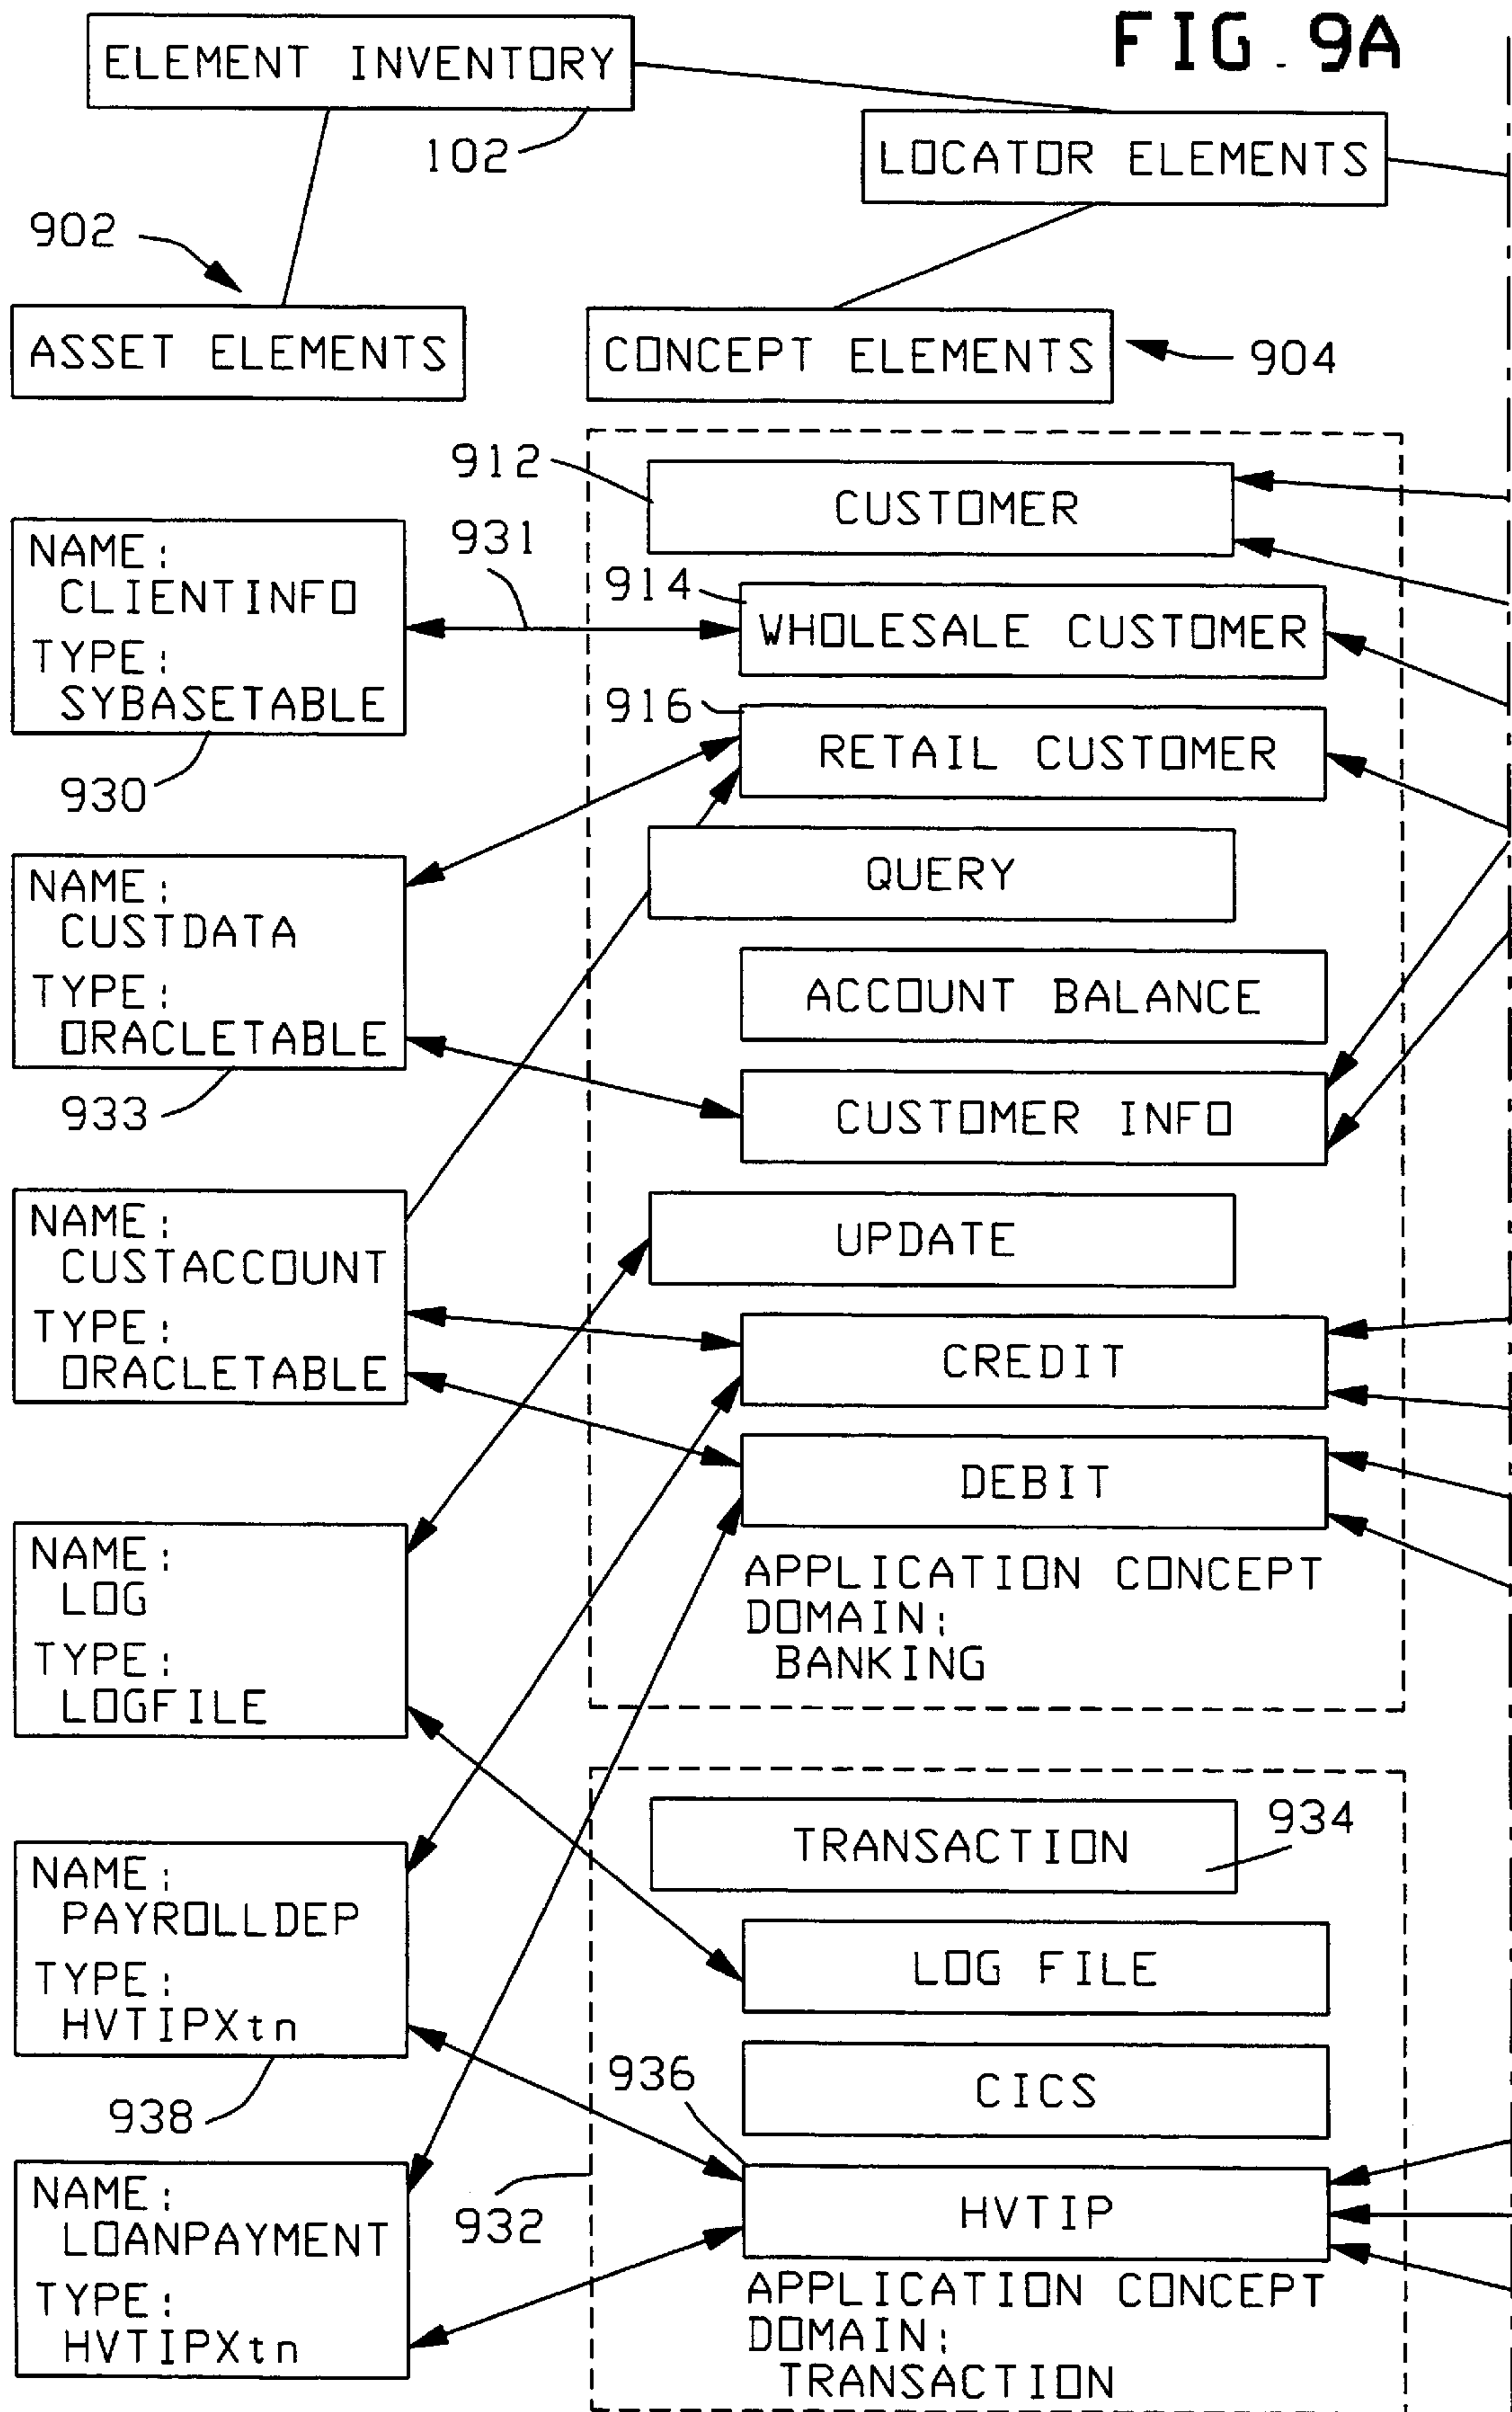 FIG. 9A
ELEMENT INVENTORY
102
LOCATOR ELEMENTS
902
ASSET ELEMENTS
CONCEPT ELEMENTS
904
912
CUSTOMER
NAME:
CLIENTINFO
TYPE:
SYBASETABLE
931
914
WHOLESALE CUSTOMER
916
RETAIL CUSTOMER
930
QUERY
NAME:
CUSTDATA
TYPE:
ORACLETABLE
ACCOUNT BALANCE
933
CUSTOMER INFO
NAME:
CUSTACCOUNT
TYPE:
ORACLETABLE
UPDATE
CREDIT
DEBIT
NAME:
LOG
TYPE:
LOGFILE
APPLICATION CONCEPT
DOMAIN:
BANKING
TRANSACTION
934
NAME:
PAYROLLDEP
TYPE:
HVTIPXtn
LOG FILE
CICS
936
938
NAME:
LOANPAYMENT
TYPE:
HVTIPXtn
932
HVTIP
APPLICATION CONCEPT
DOMAIN:
TRANSACTION